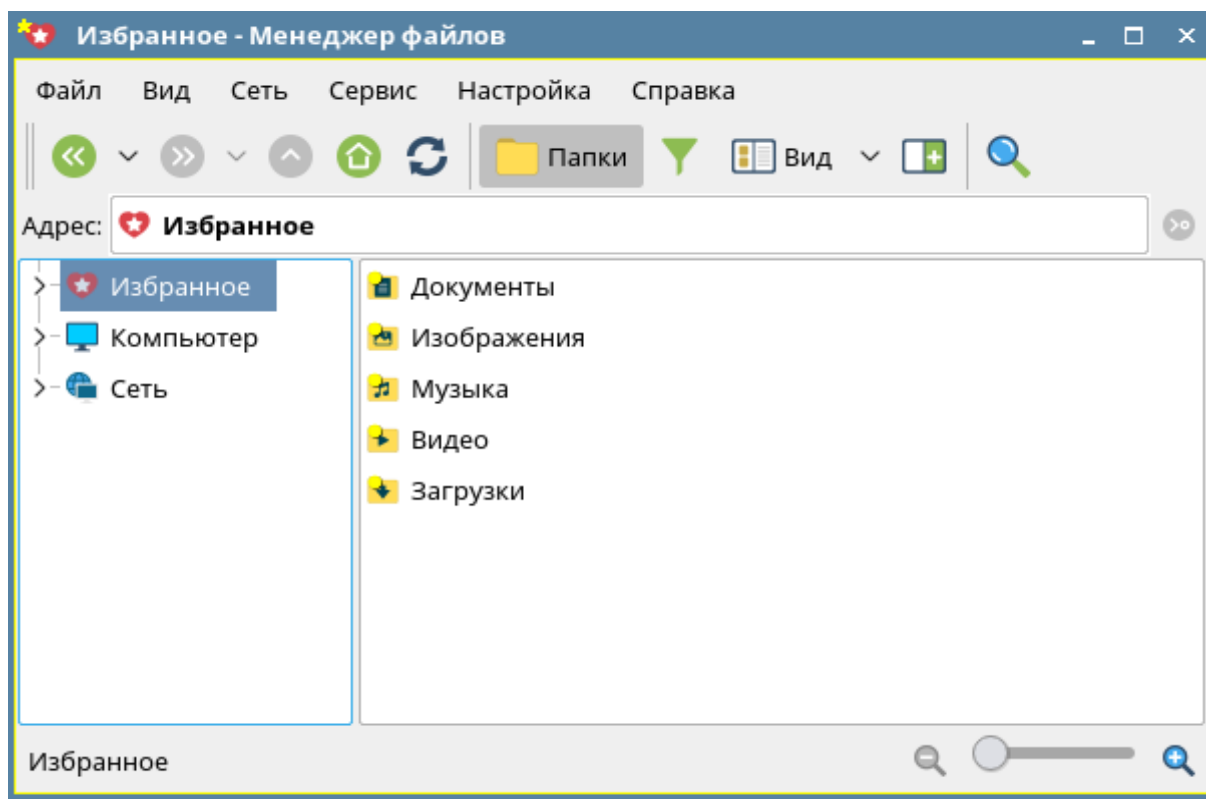 Избранное - Менеджер файлов
Файл Вид Сеть Сервис Настройка Справка
Папки Вид
Адрес: Избранное
Избранное
Компьютер
Сеть
Документы
Изображения
Музыка
Видео
Загрузки
Избранное